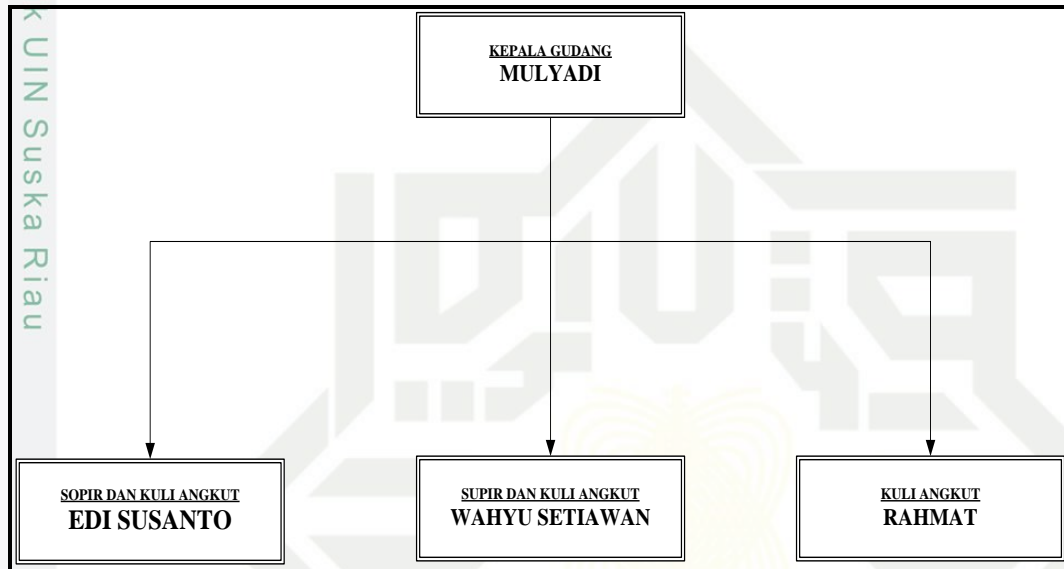 k UIN Suska Riau
KEPALA GUDANG
MULYADI
SOPIR DAN KULI ANGKUT
EDI SUSANTO
SUPIR DAN KULI ANGKUT
WAHYU SETIAWAN
KULI ANGKUT
RAHMAT